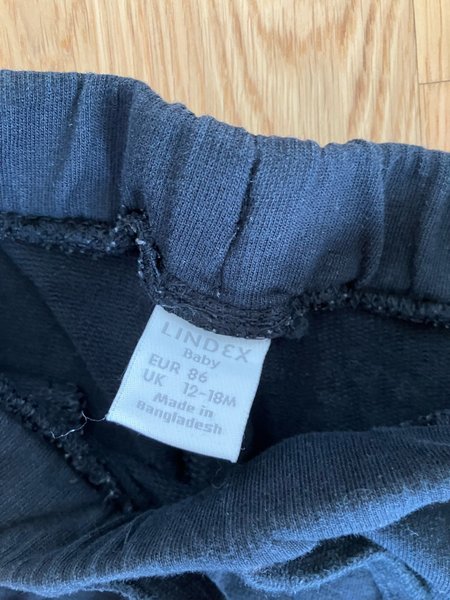 LINDEX
Baby
EUR 86
UK 12-18M
Made in
Bangladesh